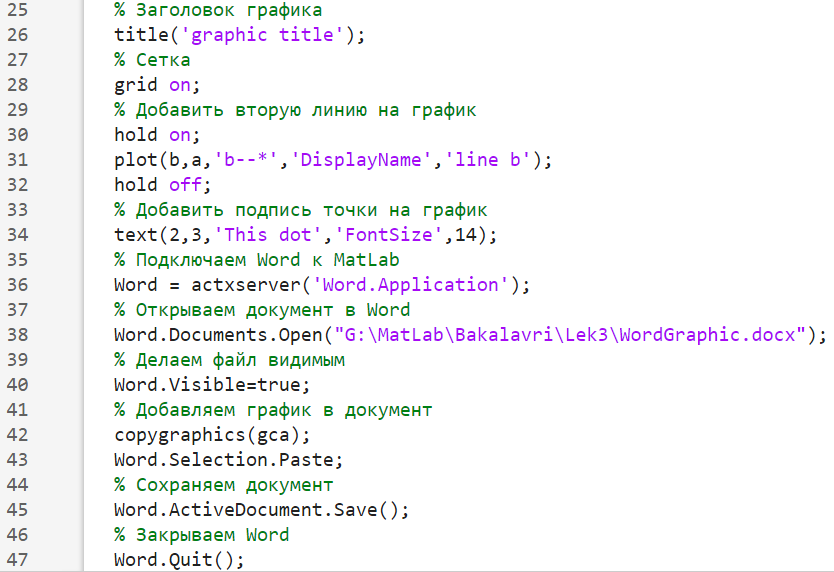 25 % Заголовок графика
26 title('graphic title');
27 % Сетка
28 grid on;
29 % Добавить вторую линию на график
30 hold on;
31 plot(b,a,'b--*','DisplayName','line b');
32 hold off;
33 % Добавить подпись точки на график
34 text(2,3,'This dot','FontSize',14);
35 % Подключаем Word к MatLab
36 Word = actxserver('Word.Application');
37 % Открываем документ в Word
38 Word.Documents.Open("G:\MatLab\Bakalavri\Lek3\WordGraphic.docx");
39 % Делаем файл видимым
40 Word.Visible=true;
41 % Добавляем график в документ
42 copygraphics(gca);
43 Word.Selection.Paste;
44 % Сохраняем документ
45 Word.ActiveDocument.Save();
46 % Закрываем Word
47 Word.Quit();